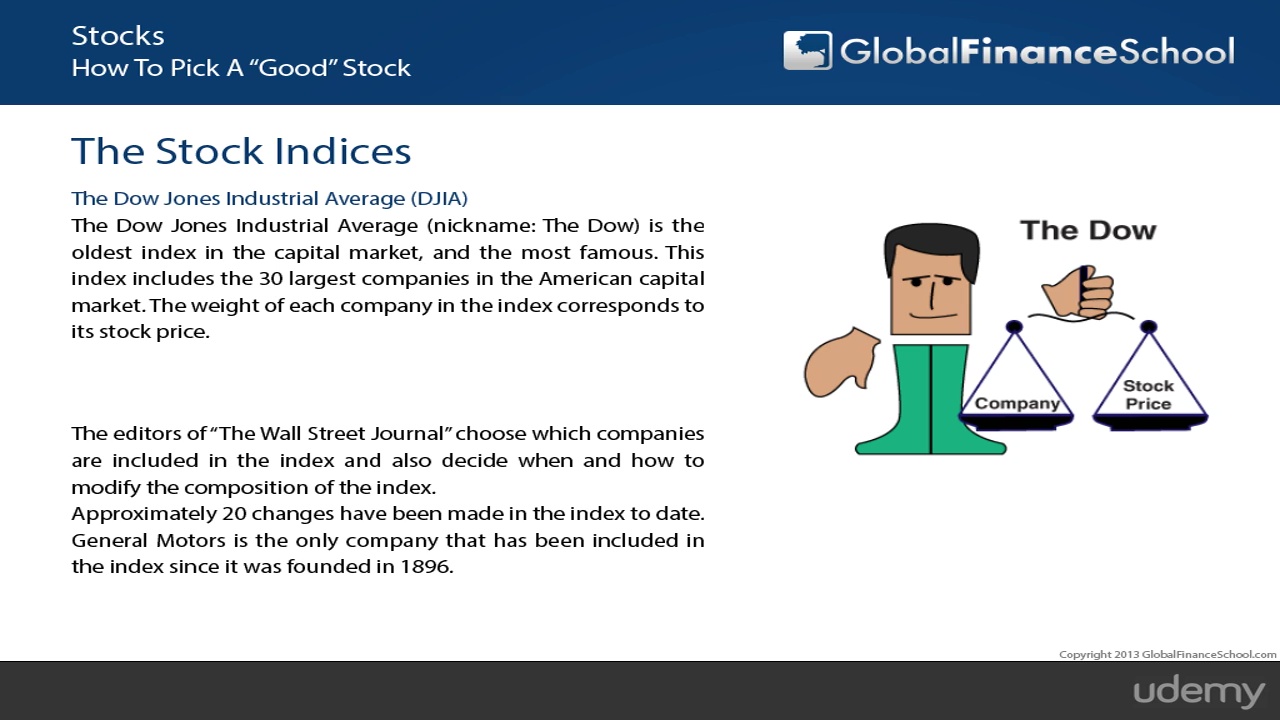 Stocks
How To Pick A “Good” Stock
GlobalFinanceSchool
The Stock Indices
The Dow Jones Industrial Average (DJIA)
The Dow Jones Industrial Average (nickname: The Dow) is the
oldest index in the capital market, and the most famous. This
index includes the 30 largest companies in the American capital
market. The weight of each company in the index corresponds to
its stock price.
The editors of “The Wall Street Journal” choose which companies
are included in the index and also decide when and how to
modify the composition of the index.
Approximately 20 changes have been made in the index to date.
General Motors is the only company that has been included in
the index since it was founded in 1896.
The Dow
Company
Stock
Price
Copyright 2013 GlobalFinanceSchool.com
udemy